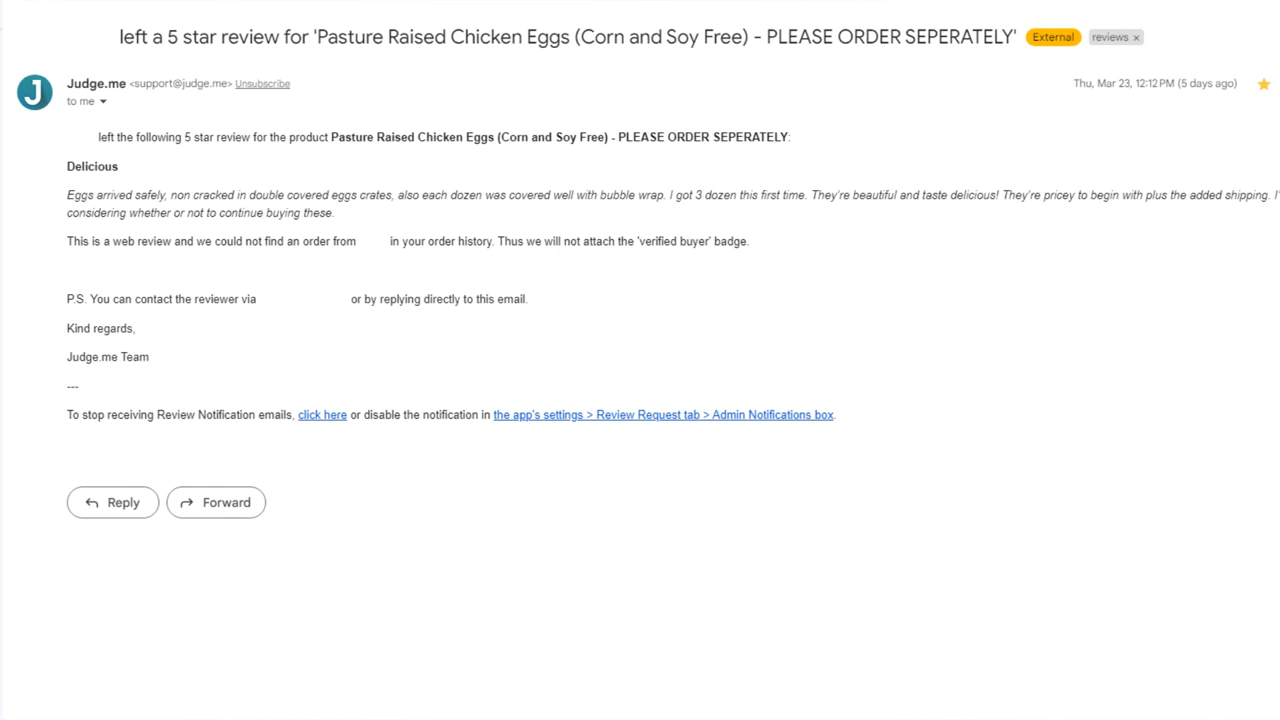 left a 5 star review for 'Pasture Raised Chicken Eggs (Corn and Soy Free) - PLEASE ORDER SEPERATELY' External reviews ×
J Judge.me <support@judge.me> Unsubscribe Thu, Mar 23, 12:12 PM (5 days ago)
to me
left the following 5 star review for the product Pasture Raised Chicken Eggs (Corn and Soy Free) - PLEASE ORDER SEPERATELY:
Delicious
Eggs arrived safely, non cracked in double covered eggs crates, also each dozen was covered well with bubble wrap. I got 3 dozen this first time. They're beautiful and taste delicious! They're pricey to begin with plus the added shipping. I'
considering whether or not to continue buying these.
This is a web review and we could not find an order from in your order history. Thus we will not attach the 'verified buyer' badge.
P.S. You can contact the reviewer via or by replying directly to this email.
Kind regards,
Judge.me Team
---
To stop receiving Review Notification emails, click here or disable the notification in the app's settings > Review Request tab > Admin Notifications box.
Reply Forward